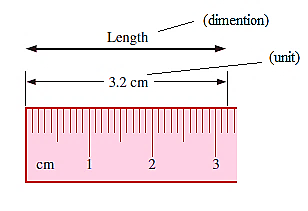 (dimention)
Length
(unit)
3.2 cm
cm 1 2 3